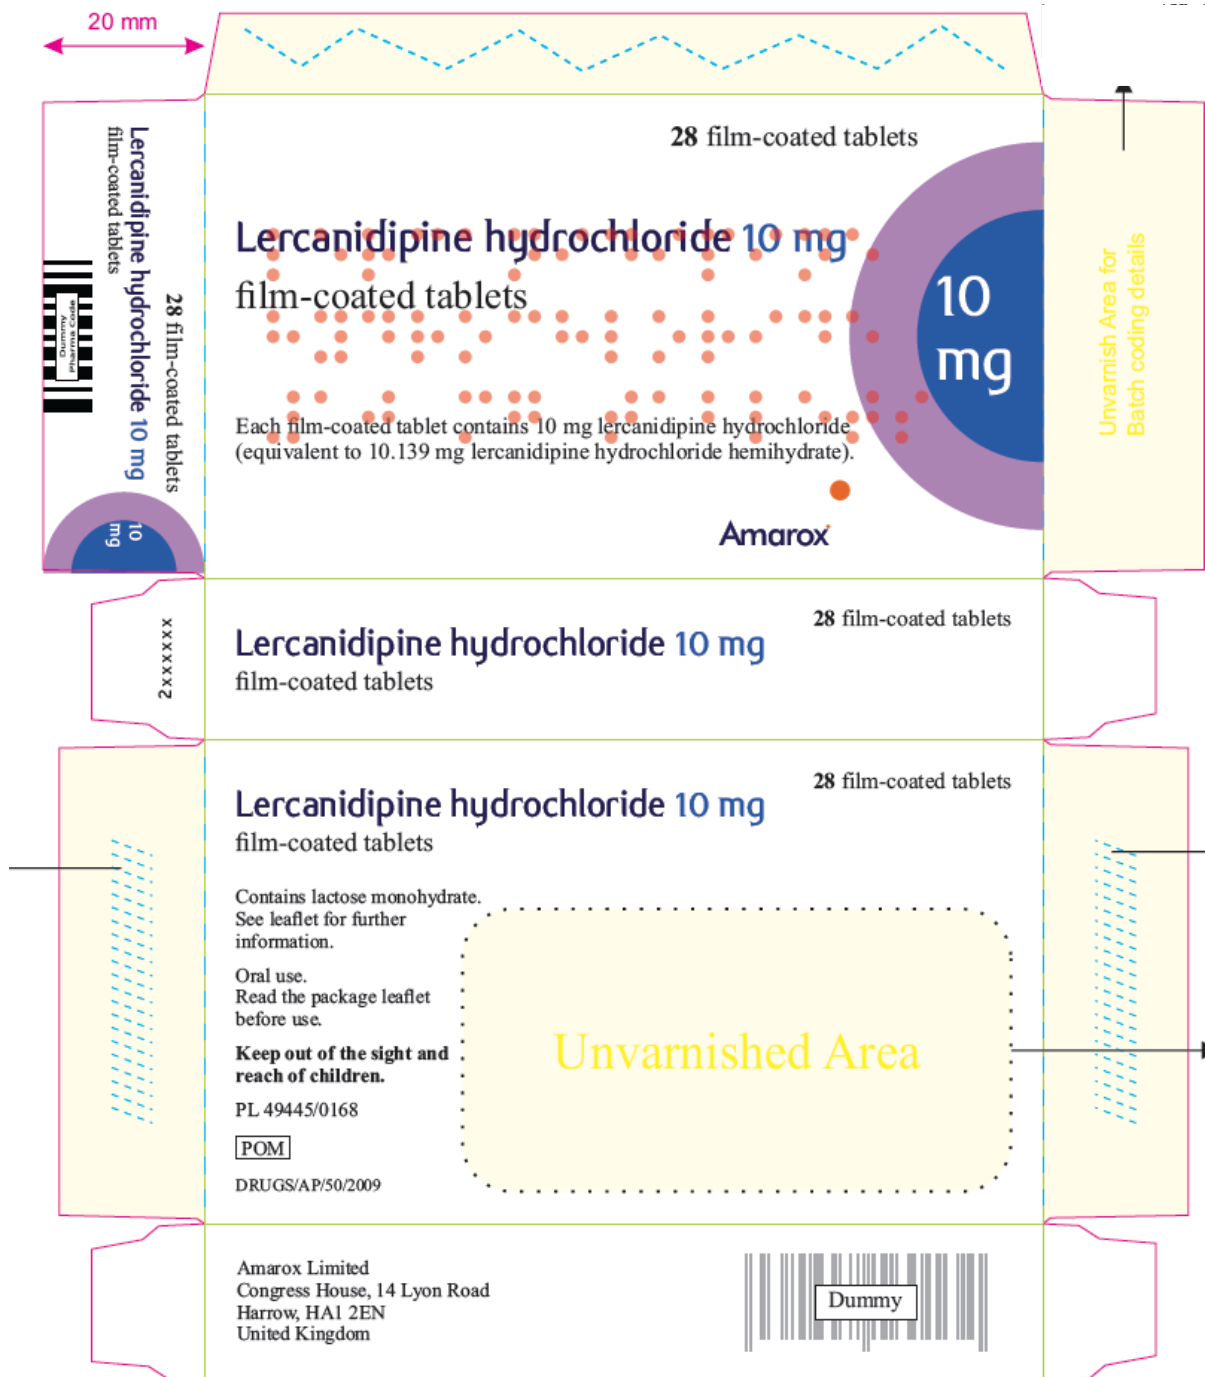 20 mm
28 film-coated tablets
Lercanidipine hydrochloride 10 mg
film-coated tablets
10
mg
Each film-coated tablet contains 10 mg lercanidipine hydrochloride
(equivalent to 10.139 mg lercanidipine hydrochloride hemihydrate).
Amarox
Lercanidipine hydrochloride 10 mg
film-coated tablets
28 film-coated tablets
10
mg
Dummy
Pharma Code
Unvarnish Area for
Batch coding details
2xxxxxx
Lercanidipine hydrochloride 10 mg
film-coated tablets
28 film-coated tablets
Lercanidipine hydrochloride 10 mg
film-coated tablets
28 film-coated tablets
Contains lactose monohydrate.
See leaflet for further
information.
Oral use.
Read the package leaflet
before use.
Keep out of the sight and
reach of children.
PL 49445/0168
POM
DRUGS/AP/50/2009
Unvarnished Area
Amarox Limited
Congress House, 14 Lyon Road
Harrow, HA1 2EN
United Kingdom
Dummy